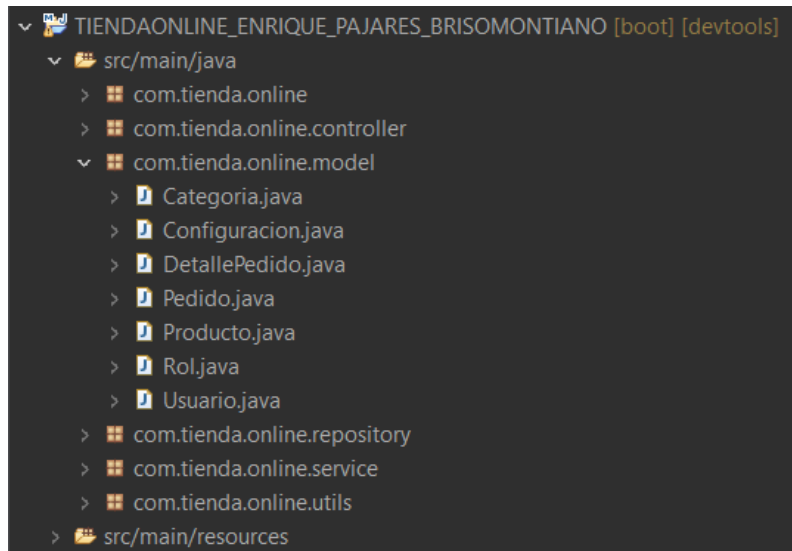 TIENDAONLINE_ENRIQUE_PAJARES_BRISOMONTIANO [boot] [devtools]
src/main/java
com.tienda.online
com.tienda.online.controller
com.tienda.online.model
Categoria.java
Configuracion.java
DetallePedido.java
Pedido.java
Producto.java
Rol.java
Usuario.java
com.tienda.online.repository
com.tienda.online.service
com.tienda.online.utils
src/main/resources